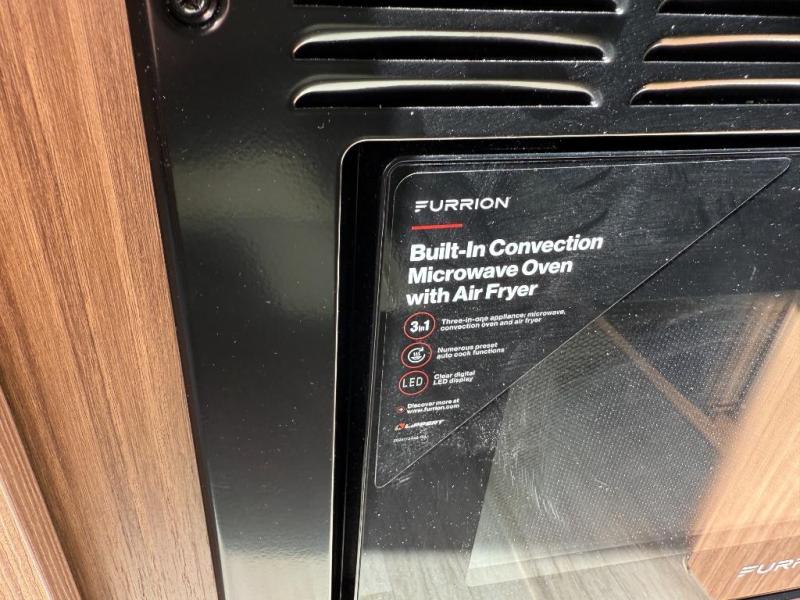 FURRION
Built-In Convection
Microwave Oven
with Air Fryer
3in1
Three-in-one appliance: microwave,
convection oven and air fryer
Numerous preset
auto cook functions
LED
Clear digital
LED display
Discover more at
www.furrion.com
LIPPERT